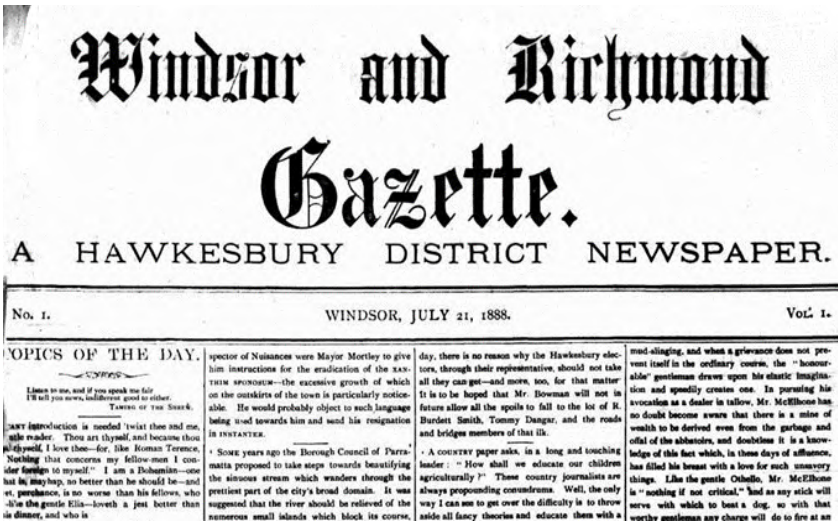 Windsor and Richmond
Gazette.
A HAWKESBURY DISTRICT NEWSPAPER.
No. 1.
WINDSOR, JULY 21, 1888.
VOL. 1.
TOPICS OF THE DAY.
Listen to me, and if you speak me fair
I'll tell you news, indifferent good to either.
TAMING OF THE SHREW.
introduction is needed 'twixt thee and me,
reader. Thou art thyself, and because thou
thyself, I love thee—for, like Roman Terence,
Nothing that concerns my fellow-men I con-
sider foreign to myself." I am a Bohemian—one
that is, mayhap, no better than he should be—and
yet, perchance, is no worse than his fellows, who
the gentle Elia—loveth a jest better than
dinner, and who is
spector of Nuisances were Mayor Mortley to give
him instructions for the eradication of the XAN-
THIM SPONOSUM—the excessive growth of which
on the outskirts of the town is particularly notice-
able. He would probably object to such language
being used towards him and send his resignation
in INSTANTER.
SOME years ago the Borough Council of Parra-
matta proposed to take steps towards beautifying
the sinuous stream which wanders through the
prettiest part of the city's broad domain. It was
suggested that the river should be relieved of the
numerous small islands which block its course,
day, there is no reason why the Hawkesbury elec-
tors, through their representative, should not take
all they can get—and more, too, for that matter
It is to be hoped that Mr. Bowman will not in
future allow all the spoils to fall to the lot of R.
Burdett Smith, Tommy Dangar, and the roads
and bridges members of that ilk.
A COUNTRY paper asks, in a long and touching
leader: "How shall we educate our children
agriculturally?" These country journalists are
always propounding conundrums. Well, the only
way I can see to get over the difficulty is to throw
aside all fancy theories and educate them with a
mud-slinging, and when a grievance does not pre-
vent itself in the ordinary course, the "honour-
able" gentleman draws upon his elastic imagina-
tion and speedily creates one. In pursuing his
avocation as a dealer in tallow, Mr. McElhone has
no doubt become aware that there is a mine of
wealth to be derived even from the garbage and
offal of the abbatoirs, and doubtless it is a know-
ledge of this fact which, in these days of affluence,
has filled his breast with a love for such unsavory
things. Like the gentle Othello, Mr. McElhone
is "nothing if not critical," and as any stick will
serve with which to beat a dog, so with that
worthy gentleman any charge will do to fire at an